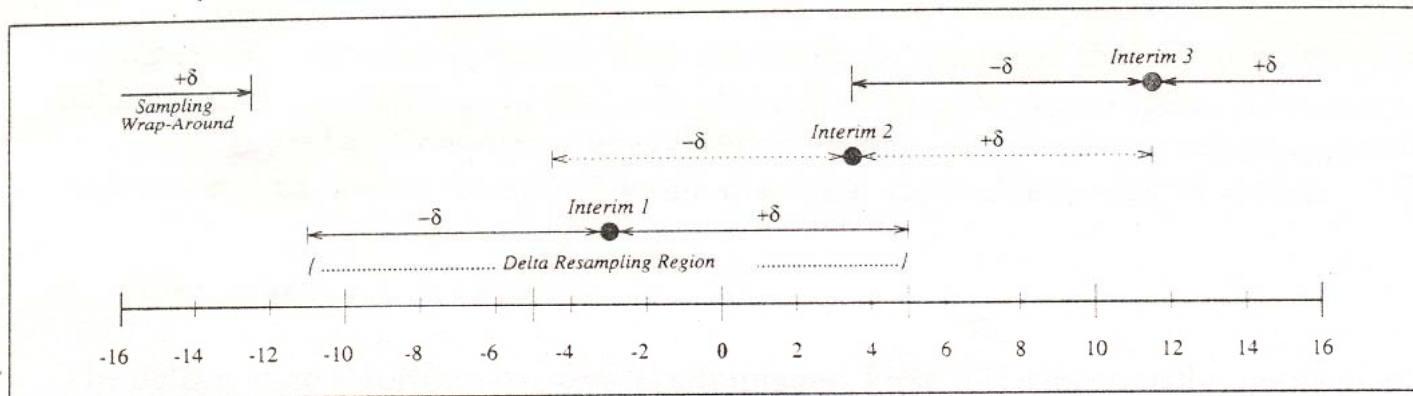 Interim 3
+δ
−δ
+δ
Sampling
Wrap-Around
Interim 2
−δ
+δ
Interim 1
−δ
+δ
[ ........................ Delta Resampling Region ................ ]
-16 -14 -12 -10 -8 -6 -4 -2 0 2 4 6 8 10 12 14 16